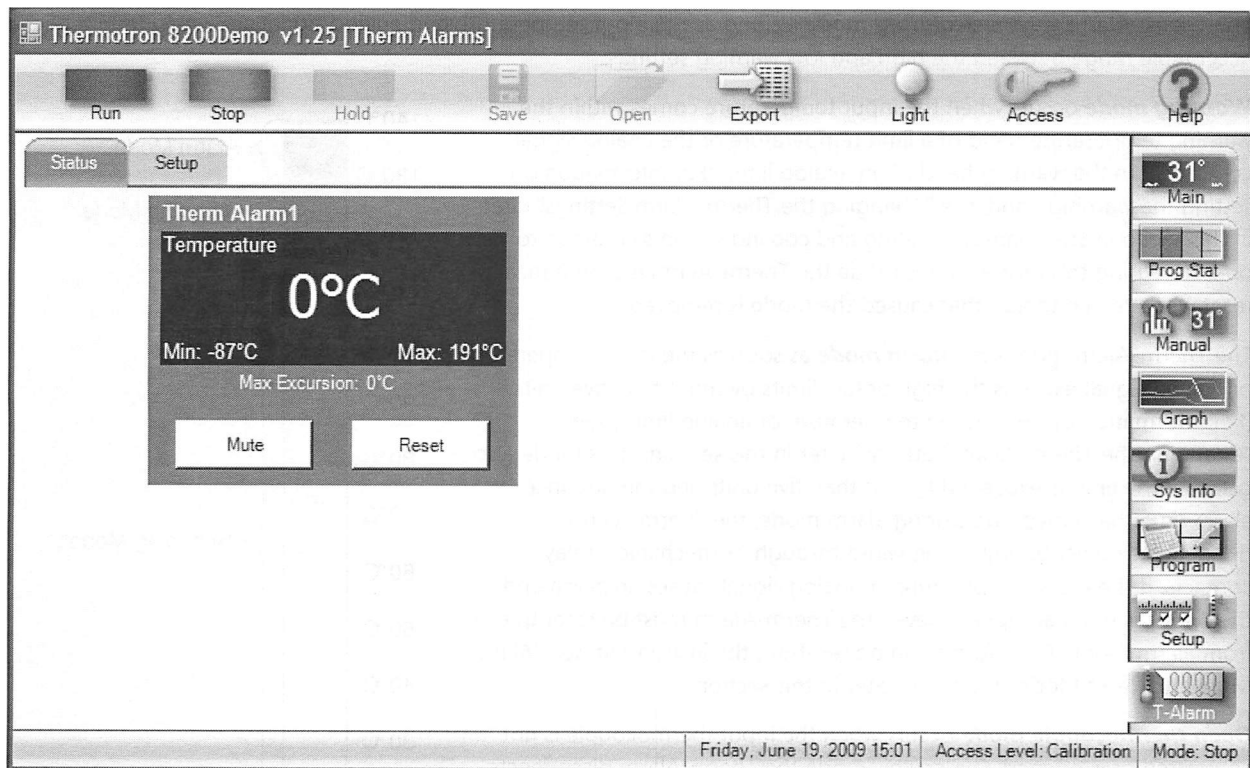 Thermotron 8200Demo v1.25 [Therm Alarms]
Run Stop Hold Save Open Export Light Access Help
Status Setup
Therm Alarm1
Temperature
0°C
Min: -87°C Max: 191°C
Max Excursion: 0°C
Mute Reset
31°
Main
Prog Stat
31°
Manual
Graph
i
Sys Info
Program
Setup
T-Alarm
Friday, June 19, 2009 15:01 Access Level: Calibration Mode: Stop